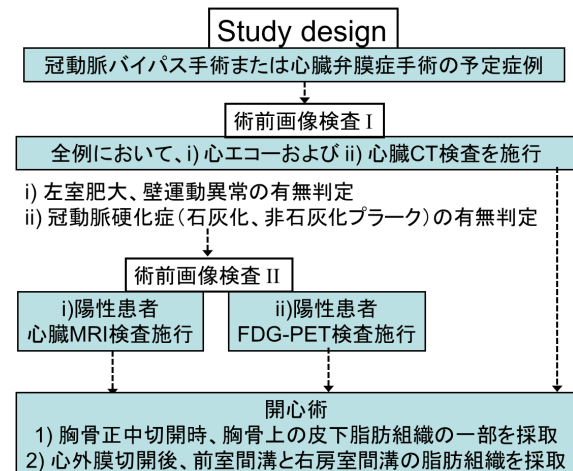 Study design
冠動脈バイパス手術または心臓弁膜症手術の予定症例
術前画像検査 I
全例において、i) 心エコーおよび ii) 心臓CT検査を施行
i) 左室肥大、壁運動異常の有無判定
ii) 冠動脈硬化症（石灰化、非石灰化プラーク）の有無判定
術前画像検査 II
i)陽性患者
心臓MRI検査施行
ii)陽性患者
FDG-PET検査施行
開心術
1) 胸骨正中切開時、胸骨上の皮下脂肪組織の一部を採取
2) 心外膜切開後、前室間溝と右房室間溝の脂肪組織を採取